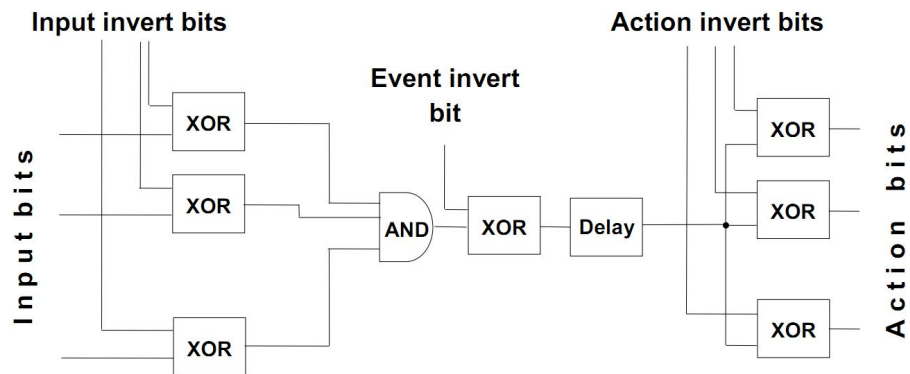 Input invert bits
Action invert bits
Event invert
bit
XOR
XOR
XOR
AND
XOR
Delay
XOR
XOR
XOR
Input bits
Action bits